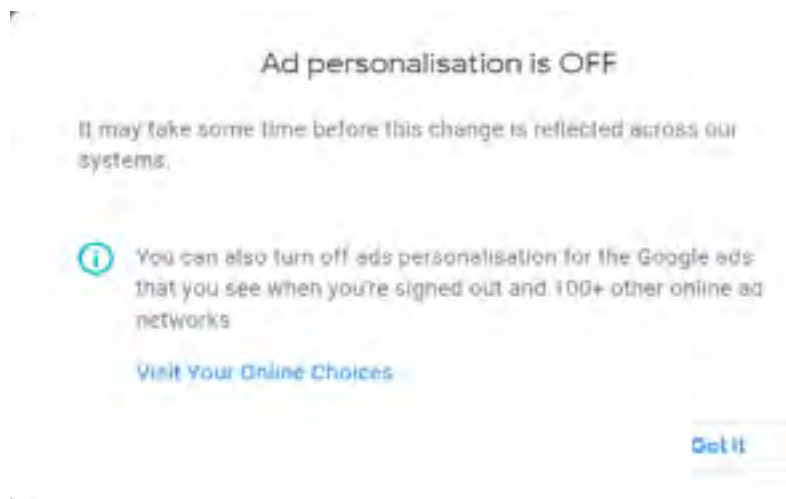 Ad personalisation is OFF
It may take some time before this change is reflected across our
systems.
You can also turn off ads personalisation for the Google ads
that you see when you're signed out and 100+ other online ad
networks
Visit Your Online Choices
Got it